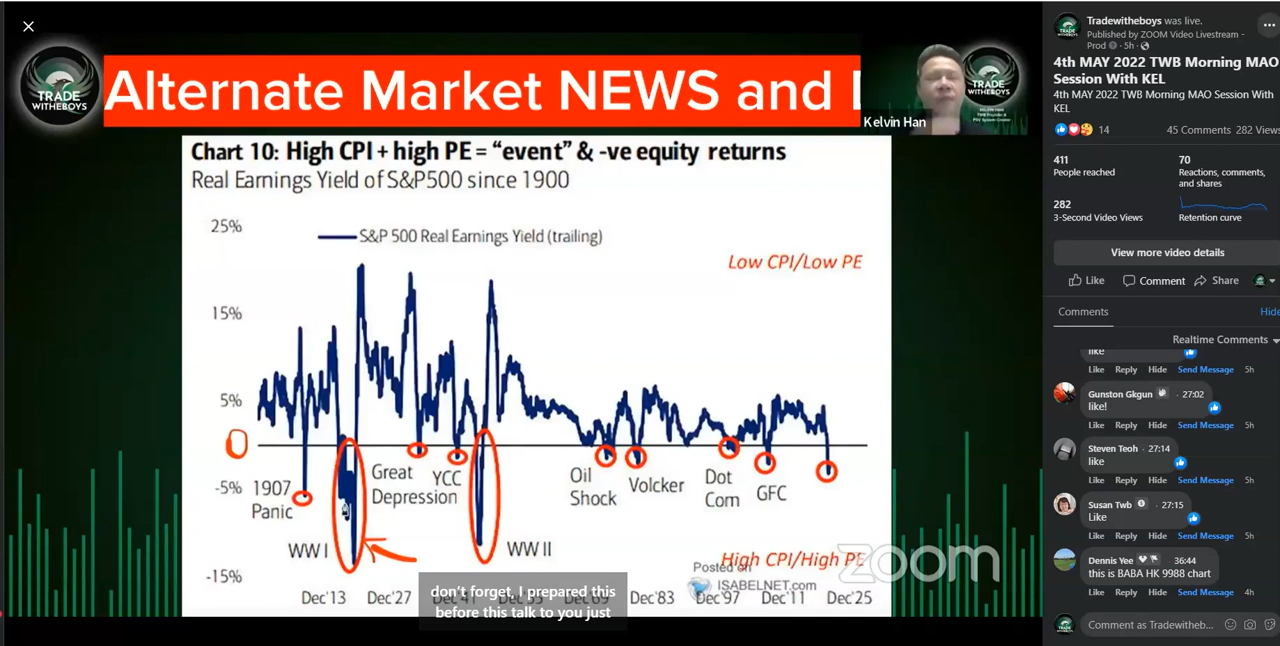 TRADE
WITHEBOYS
Alternate Market NEWS and
TRADE
WITHEBOYS
Kelvin Han
Chart 10: High CPI + high PE = “event” & -ve equity returns
Real Earnings Yield of S&P500 since 1900
25%
S&P 500 Real Earnings Yield (trailing)
Low CPI/Low PE
15%
5%
0
-5%
1907
Panic
Great
Depression
YCC
Oil
Shock
Volcker
Dot
Com
GFC
WW I
WW II
High CPI/High PE
-15%
Posted on
ISABELNET.com
zoom
Dec'13 Dec'27 Dec'41 Dec'69 Dec'83 Dec'97 Dec'11 Dec'25
don't forget, I prepared this
before this talk to you just
Tradewitheboys was live.
Published by ZOOM Video Livestream -
Prod · 5h ·
4th MAY 2022 TWB Morning MAO
Session With KEL
4th MAY 2022 TWB Morning MAO Session With
KEL
14 45 Comments 282 Views
411
People reached
70
Reactions, comments,
and shares
282
3-Second Video Views
Retention curve
View more video details
Like Comment Share
Comments Hide
Realtime Comments
like
Like Reply Hide Send Message 5h
Gunston Gkgun · 27:02
like!
Like Reply Hide Send Message 5h
Steven Teoh · 27:14
like
Like Reply Hide Send Message 5h
Susan Twb · 27:15
Like
Like Reply Hide Send Message 5h
Dennis Yee · 36:44
this is BABA HK 9988 chart
Like Reply Hide Send Message 4h
Comment as Tradewitheb...